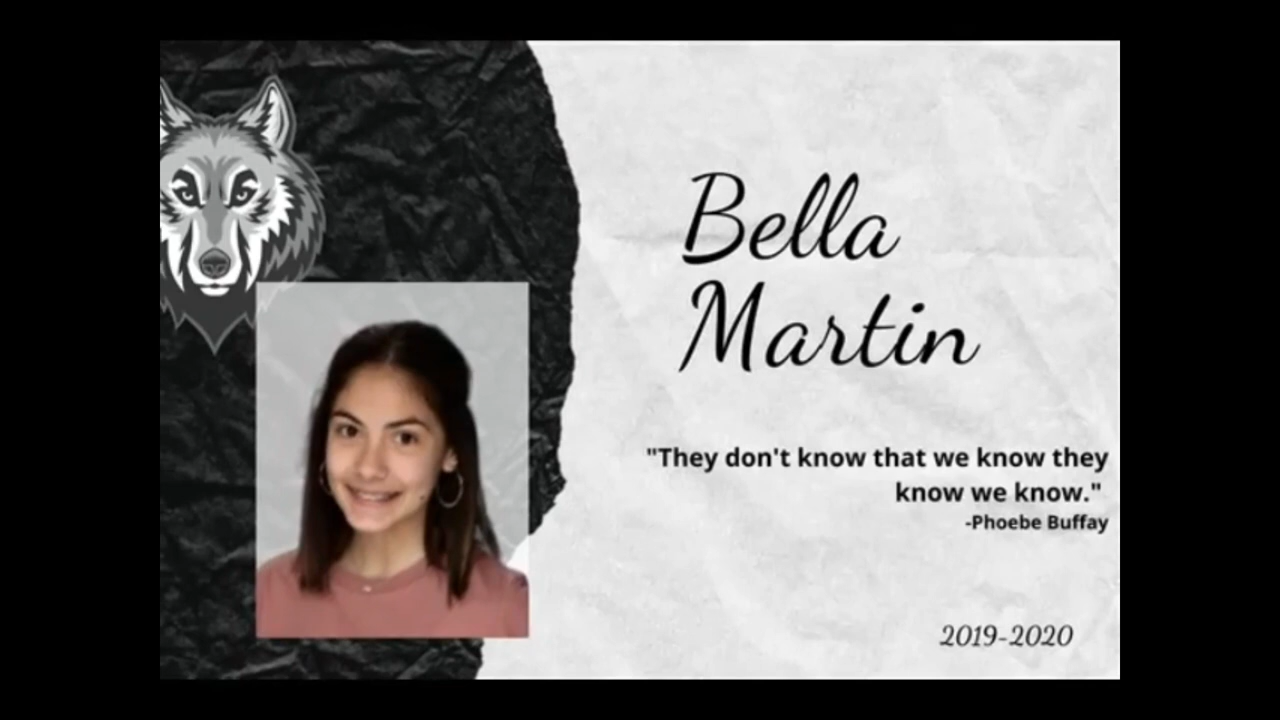 Bella
Martin
"They don't know that we know they
know we know."
-Phoebe Buffay
2019-2020